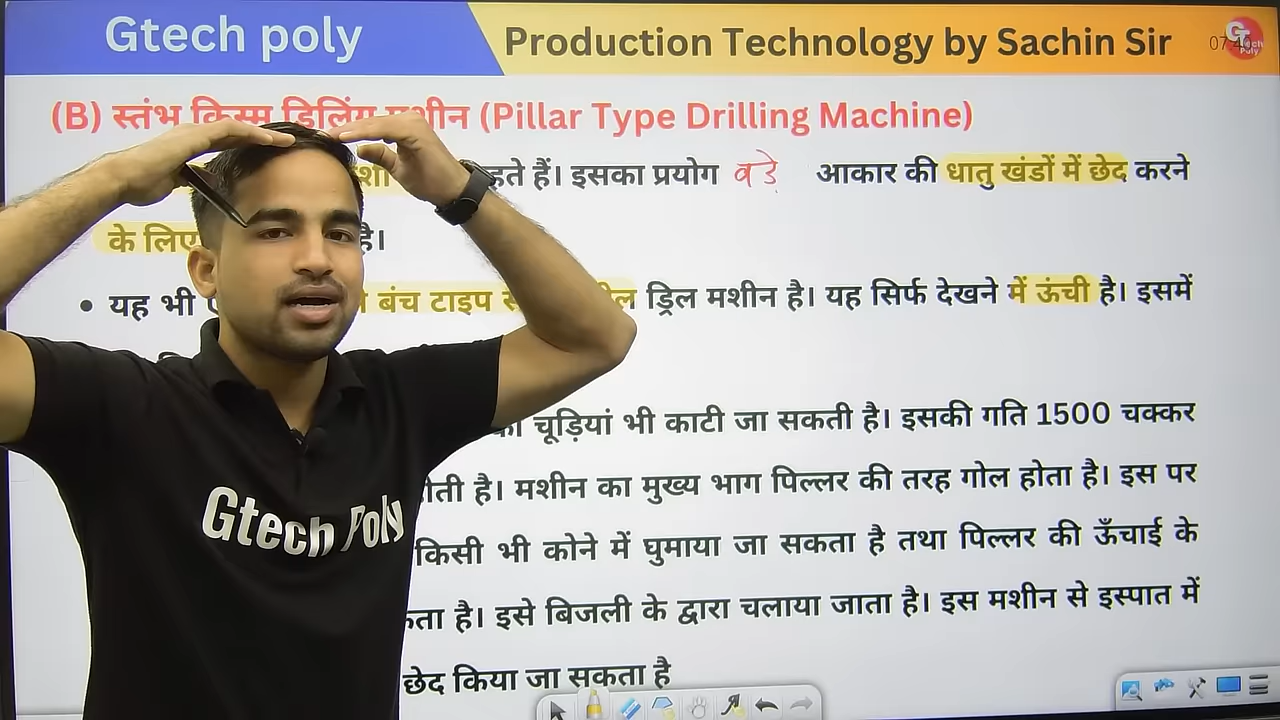 Gtech poly
Production Technology by Sachin Sir
(B) स्तंभ किस्म ड्रिलिंग मशीन (Pillar Type Drilling Machine)
हते हैं। इसका प्रयोग बड़े आकार की धातु खंडों में छेद करने
के लिए है।
• यह भी बंच टाइप ड्रिल मशीन है। यह सिर्फ देखने में ऊंची है। इसमें
चूड़ियां भी काटी जा सकती है। इसकी गति 1500 चक्कर
होती है। मशीन का मुख्य भाग पिल्लर की तरह गोल होता है। इस पर
किसी भी कोने में घुमाया जा सकता है तथा पिल्लर की ऊँचाई के
कता है। इसे बिजली के द्वारा चलाया जाता है। इस मशीन से इस्पात में
छेद किया जा सकता है
Gtech Poly